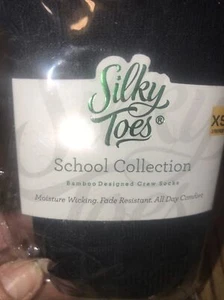 Silky
Toes®
XS
School Collection
Bamboo Designed Crew Socks
Moisture Wicking. Fade Resistant. All Day Comfort